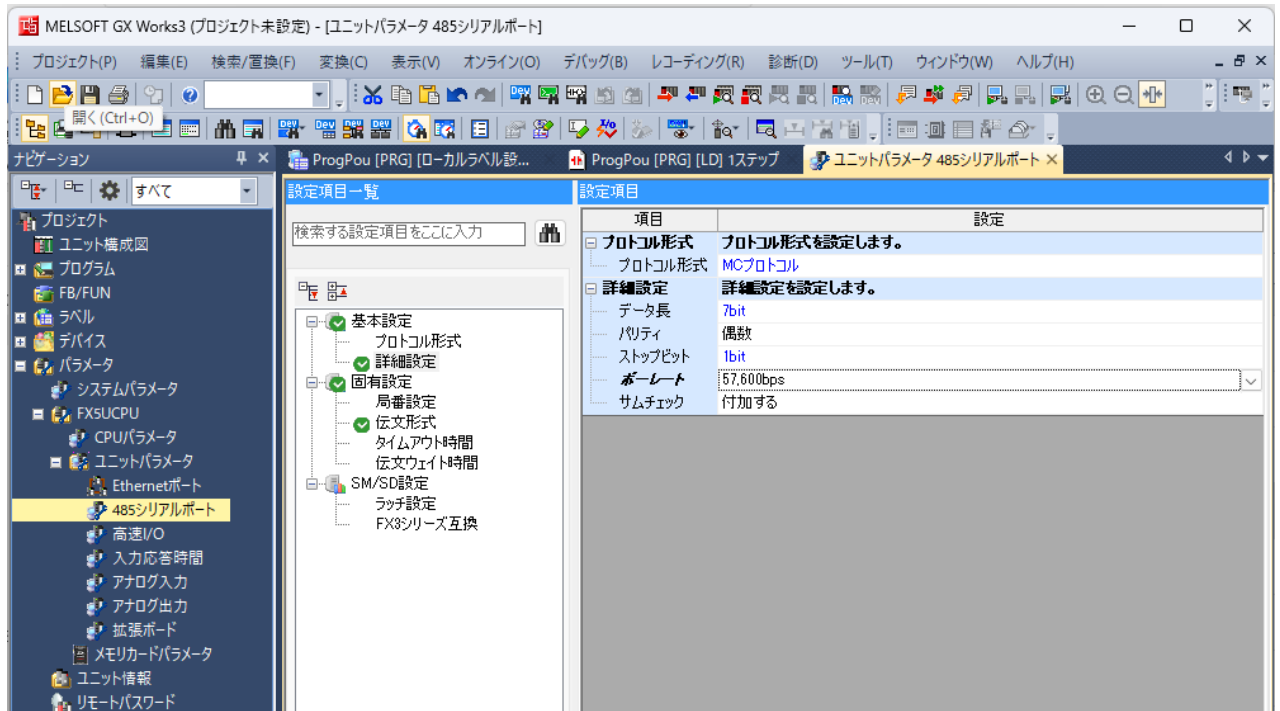 MELSOFT GX Works3 (プロジェクト未設定) - [ユニットパラメータ 485シリアルポート]
プロジェクト(P) 編集(E) 検索/置換(F) 変換(C) 表示(V) オンライン(O) デバッグ(B) レコーディング(R) 診断(D) ツール(T) ウィンドウ(W) ヘルプ(H)
開く(Ctrl+O)
ナビゲーション
ProgPou [PRG] [ローカルラベル設...
ProgPou [PRG] [LD] 1ステップ
ユニットパラメータ 485シリアルポート
すべて
プロジェクト
ユニット構成図
プログラム
FB/FUN
ラベル
デバイス
パラメータ
システムパラメータ
FX5UCPU
CPUパラメータ
ユニットパラメータ
Ethernetポート
485シリアルポート
高速I/O
入力応答時間
アナログ入力
アナログ出力
拡張ボード
メモリカードパラメータ
ユニット情報
リモートパスワード
設定項目一覧
検索する設定項目をここに入力
基本設定
プロトコル形式
詳細設定
固有設定
局番設定
伝文形式
タイムアウト時間
伝文ウェイト時間
SM/SD設定
ラッチ設定
FX3シリーズ互換
設定項目
項目 設定
プロトコル形式 プロトコル形式を設定します。
プロトコル形式 MCプロトコル
詳細設定 詳細設定を設定します。
データ長 7bit
パリティ 偶数
ストップビット 1bit
ボーレート 57,600bps
サムチェック 付加する